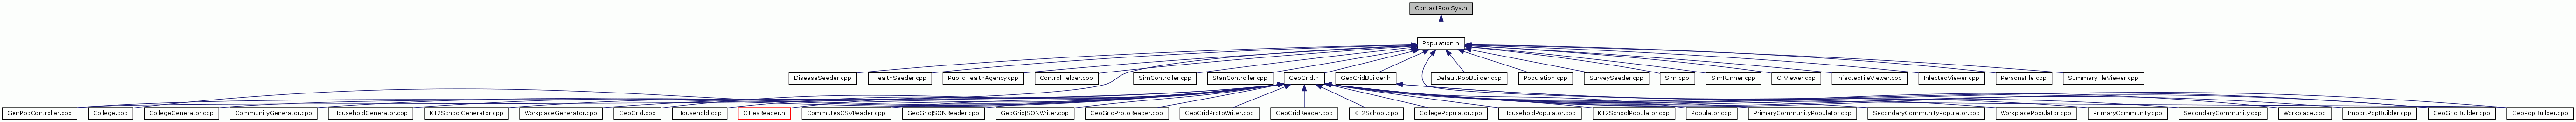 ContactPoolSys.h
Population.h
DiseaseSeeder.cpp HealthSeeder.cpp PublicHealthAgency.cpp ControlHelper.cpp SimController.cpp StanController.cpp GeoGrid.h GeoGridBuilder.h DefaultPopBuilder.cpp Population.cpp SurveySeeder.cpp Sim.cpp SimRunner.cpp CliViewer.cpp InfectedFileViewer.cpp InfectedViewer.cpp PersonsFile.cpp SummaryFileViewer.cpp
GenPopController.cpp College.cpp CollegeGenerator.cpp CommunityGenerator.cpp HouseholdGenerator.cpp K12SchoolGenerator.cpp WorkplaceGenerator.cpp GeoGrid.cpp Household.cpp CitiesReader.h CommutesCSVReader.cpp GeoGridJSONReader.cpp GeoGridJSONWriter.cpp GeoGridProtoReader.cpp GeoGridProtoWriter.cpp GeoGridReader.cpp K12School.cpp CollegePopulator.cpp HouseholdPopulator.cpp K12SchoolPopulator.cpp Populator.cpp PrimaryCommunityPopulator.cpp SecondaryCommunityPopulator.cpp WorkplacePopulator.cpp PrimaryCommunity.cpp SecondaryCommunity.cpp Workplace.cpp ImportPopBuilder.cpp GeoGridBuilder.cpp GeoPopBuilder.cpp